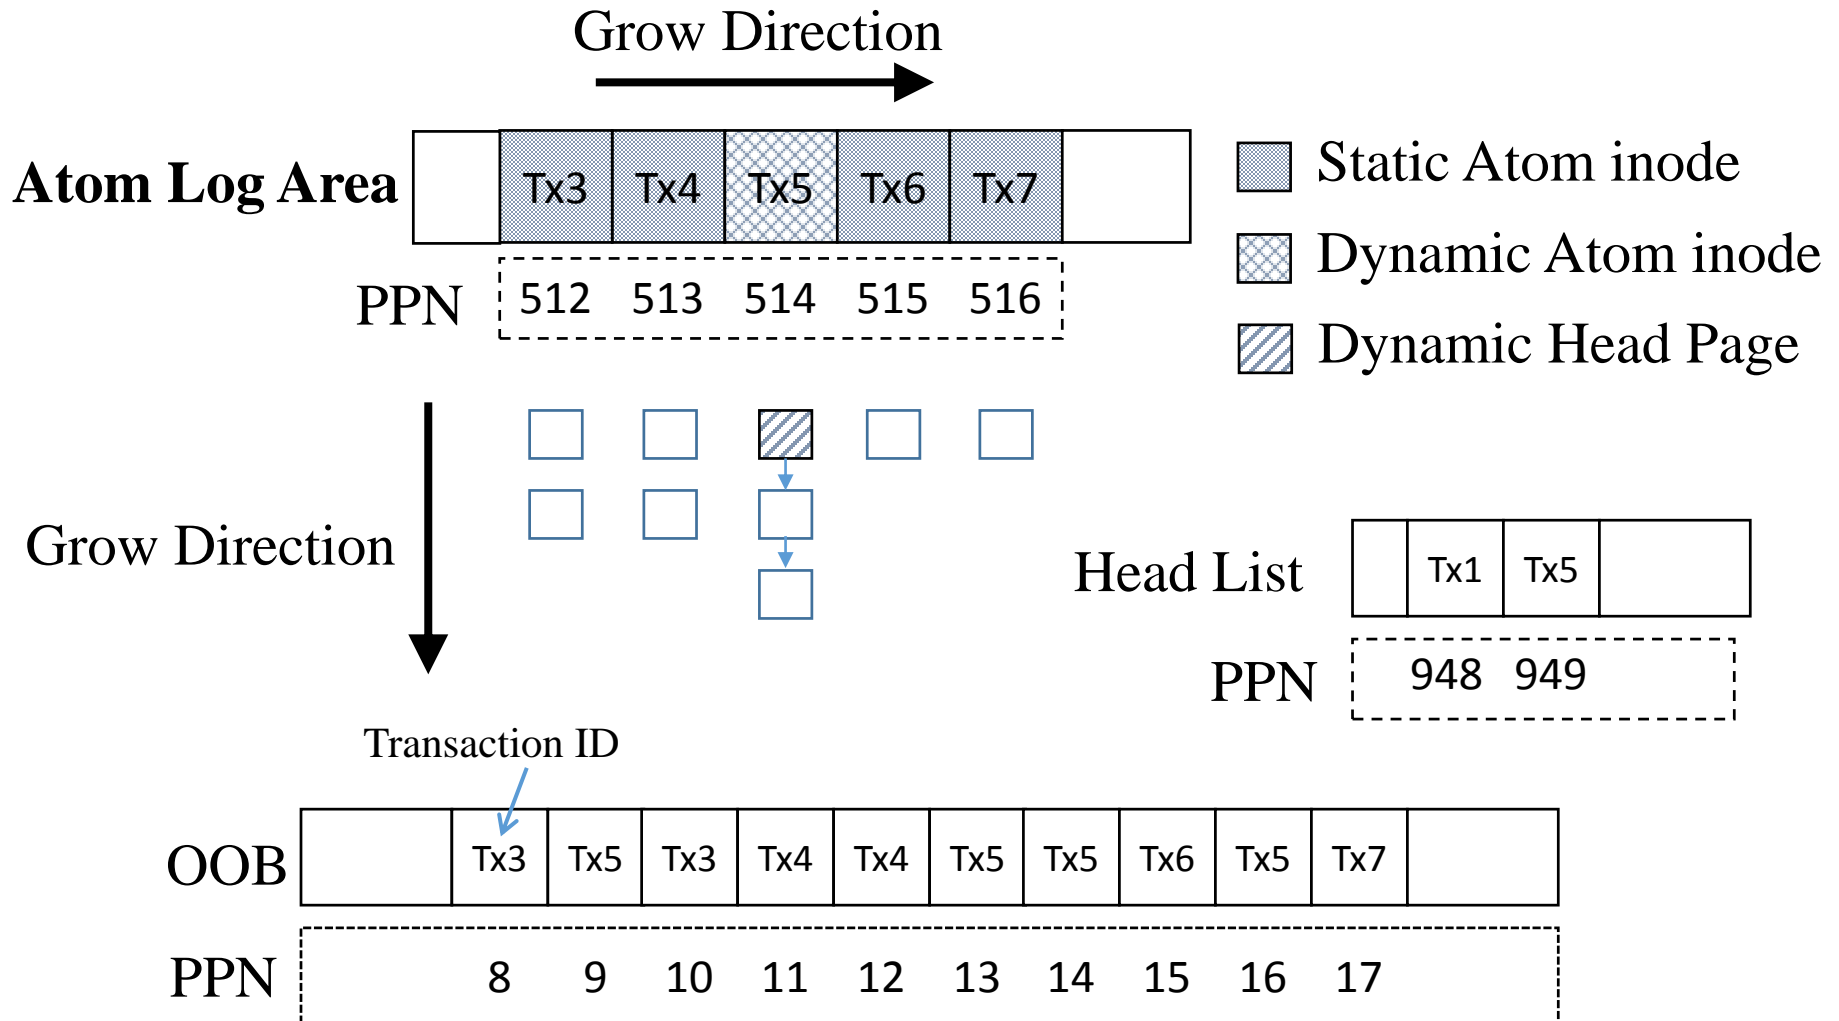 Grow Direction
Atom Log Area
Tx3 Tx4 Tx5 Tx6 Tx7
PPN
512 513 514 515 516
Static Atom inode
Dynamic Atom inode
Dynamic Head Page
Grow Direction
Head List
Tx1 Tx5
PPN
948 949
Transaction ID
OOB
Tx3 Tx5 Tx3 Tx4 Tx4 Tx5 Tx5 Tx6 Tx5 Tx7
PPN
8 9 10 11 12 13 14 15 16 17